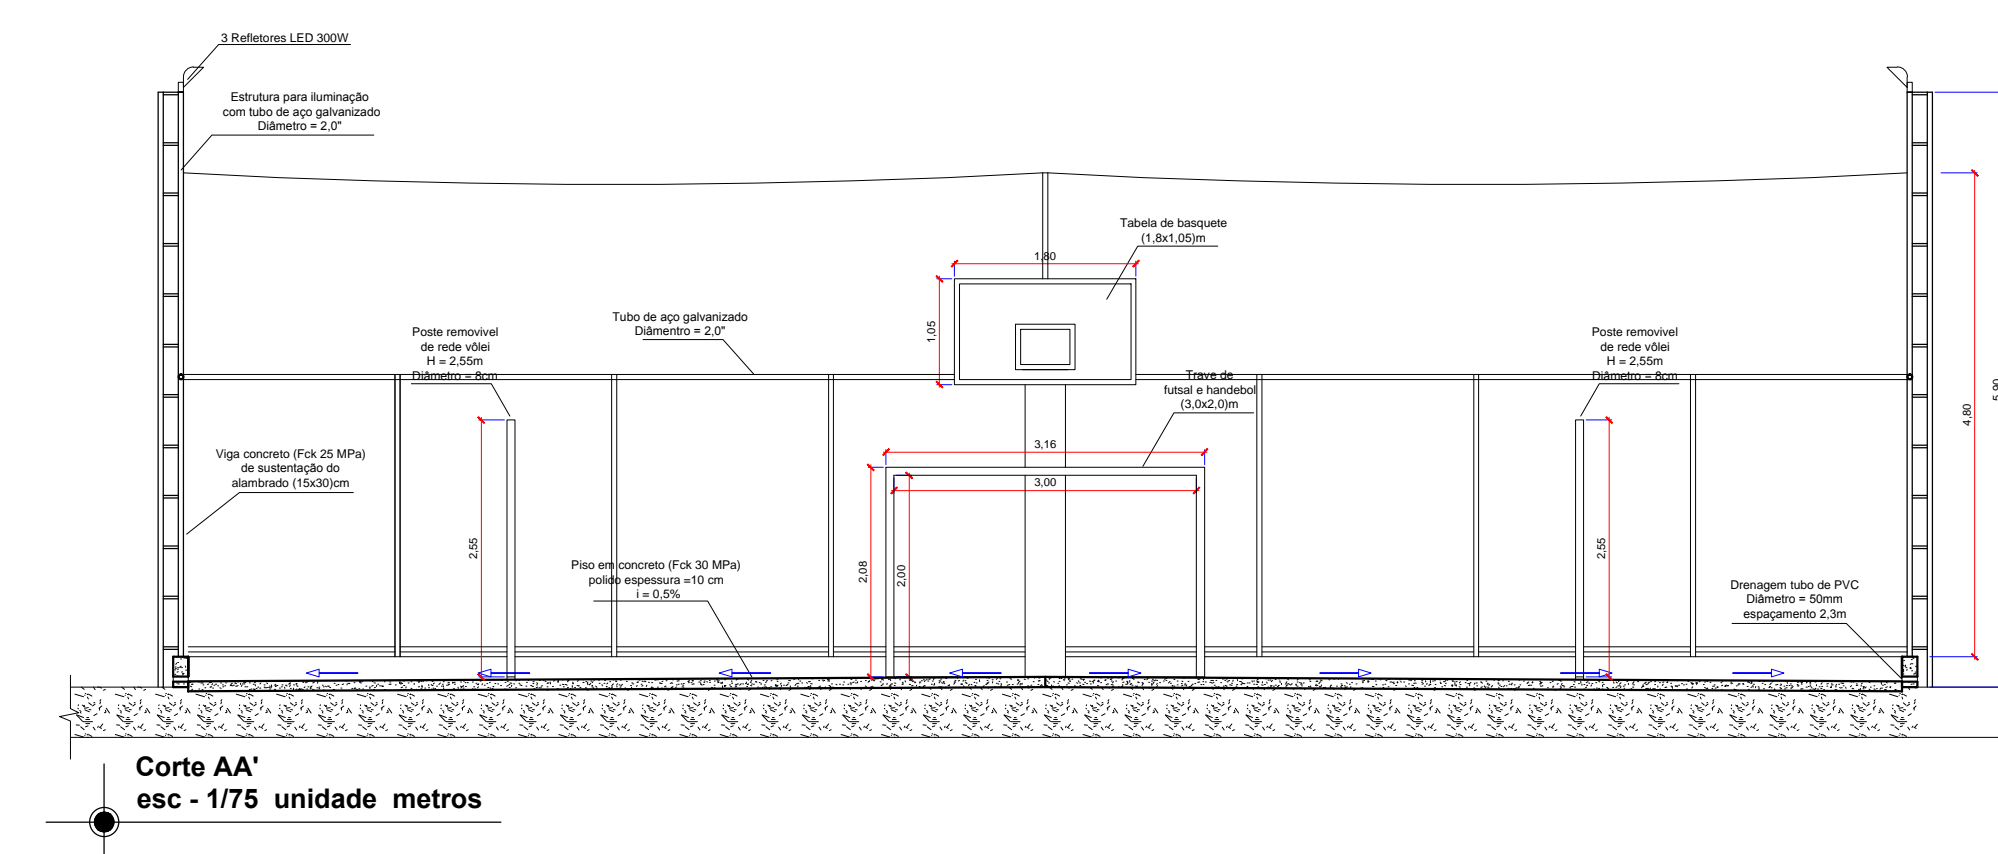 3 Refletores LED 300W
Estrutura para iluminação
com tubo de aço galvanizado
Diâmetro = 2,0"
Tabela de basquete
(1,8x1,05)m
1,80
1,05
Tubo de aço galvanizado
Diâmentro = 2,0"
Poste removivel
de rede vôlei
H = 2,55m
Diâmetro = 8cm
Poste removivel
de rede vôlei
H = 2,55m
Diâmetro = 8cm
Trave de
futsal e handebol
(3,0x2,0)m
5,90
4,80
3,16
3,00
Viga concreto (Fck 25 MPa)
de sustentação do
alambrado (15x30)cm
2,55
2,08
2,00
2,55
Piso em concreto (Fck 30 MPa)
polido espessura =10 cm
i = 0,5%
Drenagem tubo de PVC
Diâmetro = 50mm
espaçamento 2,3m
Corte AA'
esc - 1/75 unidade metros